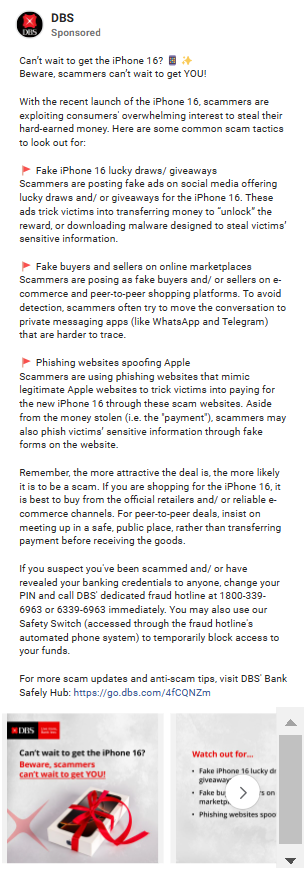 DBS
Sponsored
Can't wait to get the iPhone 16? 📱 ✨
Beware, scammers can't wait to get YOU!
With the recent launch of the iPhone 16, scammers are
exploiting consumers' overwhelming interest to steal their
hard-earned money. Here are some common scam tactics
to look out for:
🚩 Fake iPhone 16 lucky draws/ giveaways
Scammers are posting fake ads on social media offering
lucky draws and/ or giveaways for the iPhone 16. These
ads trick victims into transferring money to “unlock” the
reward, or downloading malware designed to steal victims'
sensitive information.
🚩 Fake buyers and sellers on online marketplaces
Scammers are posing as fake buyers and/ or sellers on e-
commerce and peer-to-peer shopping platforms. To avoid
detection, scammers often try to move the conversation to
private messaging apps (like WhatsApp and Telegram)
that are harder to trace.
🚩 Phishing websites spoofing Apple
Scammers are using phishing websites that mimic
legitimate Apple websites to trick victims into paying for
the new iPhone 16 through these scam websites. Aside
from the money stolen (i.e. the "payment"), scammers may
also phish victims' sensitive information through fake
forms on the website.
Remember, the more attractive the deal is, the more likely
it is to be a scam. If you are shopping for the iPhone 16, it
is best to buy from the official retailers and/ or reliable e-
commerce channels. For peer-to-peer deals, insist on
meeting up in a safe, public place, rather than transferring
payment before receiving the goods.
If you suspect you've been scammed and/ or have
revealed your banking credentials to anyone, change your
PIN and call DBS' dedicated fraud hotline at 1800-339-
6963 or 6339-6963 immediately. You may also use our
Safety Switch (accessed through the fraud hotline's
automated phone system) to temporarily block access to
your funds.
For more scam updates and anti-scam tips, visit DBS' Bank
Safely Hub: https://go.dbs.com/4fCQNZm
DBS
Can't wait to get the iPhone 16?
Beware, scammers
can't wait to get YOU!
Watch out for...
• Fake iPhone 16 lucky
giveaway
• Fake
on
marketp
• Phishing websites spoo